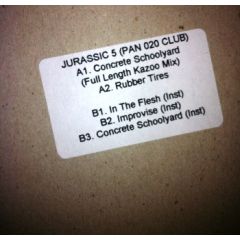 JURASSIC 5 (PAN 020 CLUB)
A1. Concrete Schoolyard
(Full Length Kazoo Mix)
A2. Rubber Tires
B1. In The Flesh (Inst)
B2. Improvise (Inst)
B3. Concrete Schoolyard (Inst)